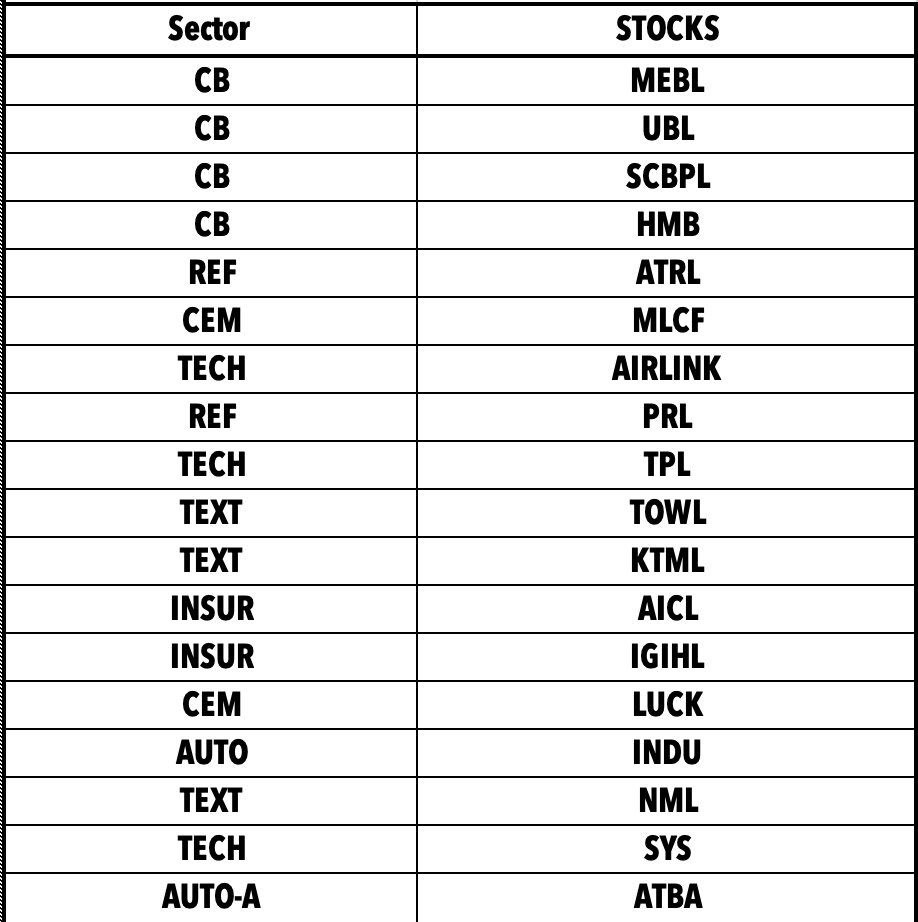 Sector STOCKS
CB MEBL
CB UBL
CB SCBPL
CB HMB
REF ATRL
CEM MLCF
TECH AIRLINK
REF PRL
TECH TPL
TEXT TOWL
TEXT KTML
INSUR AICL
INSUR IGIHL
CEM LUCK
AUTO INDU
TEXT NML
TECH SYS
AUTO-A ATBA